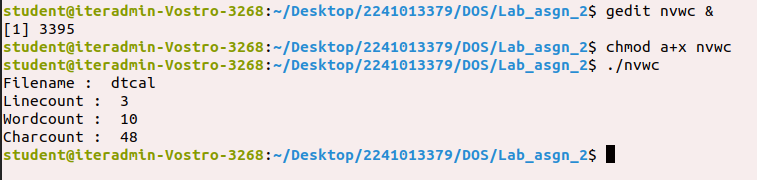 student@iteradmin-Vostro-3268:~/Desktop/2241013379/DOS/Lab_asgn_2$ gedit nvwc &
[1] 3395
student@iteradmin-Vostro-3268:~/Desktop/2241013379/DOS/Lab_asgn_2$ chmod a+x nvwc
student@iteradmin-Vostro-3268:~/Desktop/2241013379/DOS/Lab_asgn_2$ ./nvwc
Filename :  dtcal
Linecount :  3
Wordcount :  10
Charcount :  48
student@iteradmin-Vostro-3268:~/Desktop/2241013379/DOS/Lab_asgn_2$